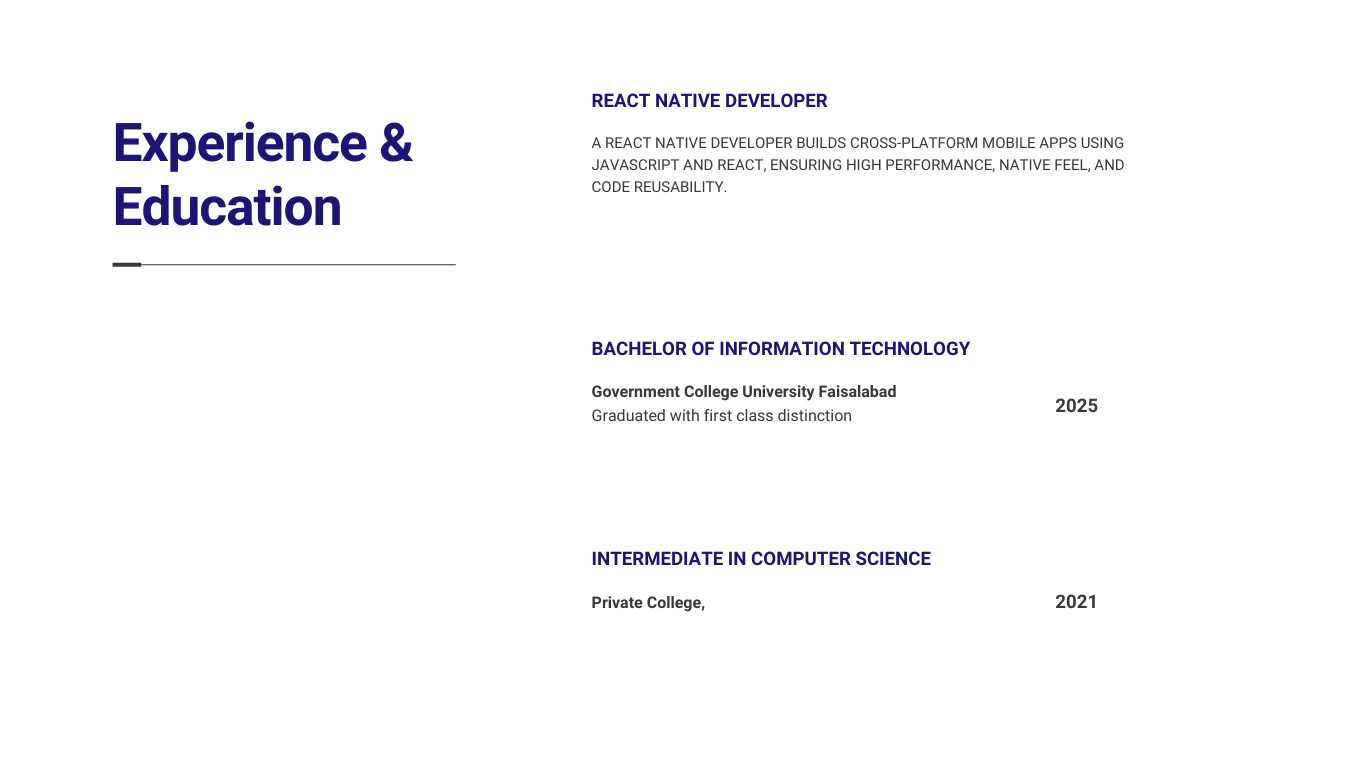 Experience &
Education
REACT NATIVE DEVELOPER
A REACT NATIVE DEVELOPER BUILDS CROSS-PLATFORM MOBILE APPS USING
JAVASCRIPT AND REACT, ENSURING HIGH PERFORMANCE, NATIVE FEEL, AND
CODE REUSABILITY.
BACHELOR OF INFORMATION TECHNOLOGY
Government College University Faisalabad
Graduated with first class distinction
2025
INTERMEDIATE IN COMPUTER SCIENCE
Private College,
2021